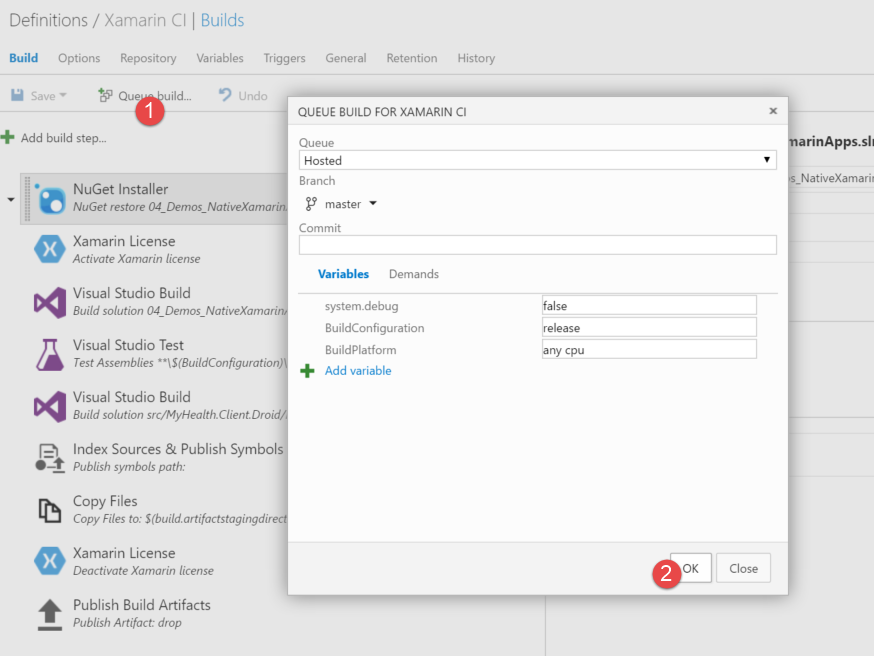 Definitions / Xamarin CI | Builds
Build Options Repository Variables Triggers General Retention History
Save Queue build... Undo
1
Add build step...
NuGet Installer
NuGet restore 04_Demos_NativeXamarin
Xamarin License
Activate Xamarin license
Visual Studio Build
Build solution 04_Demos_NativeXamarin
Visual Studio Test
Test Assemblies **\$(BuildConfiguration)\
Visual Studio Build
Build solution src/MyHealth.Client.Droid/
Index Sources & Publish Symbols
Publish symbols path:
Copy Files
Copy Files to: $(build.artifactstagingdirect
Xamarin License
Deactivate Xamarin license
Publish Build Artifacts
Publish Artifact: drop
QUEUE BUILD FOR XAMARIN CI
Queue
Hosted
Branch
master
Commit
Variables Demands
system.debug false
BuildConfiguration release
BuildPlatform any cpu
Add variable
2
OK Close
marinApps.sln
s_NativeXamarin